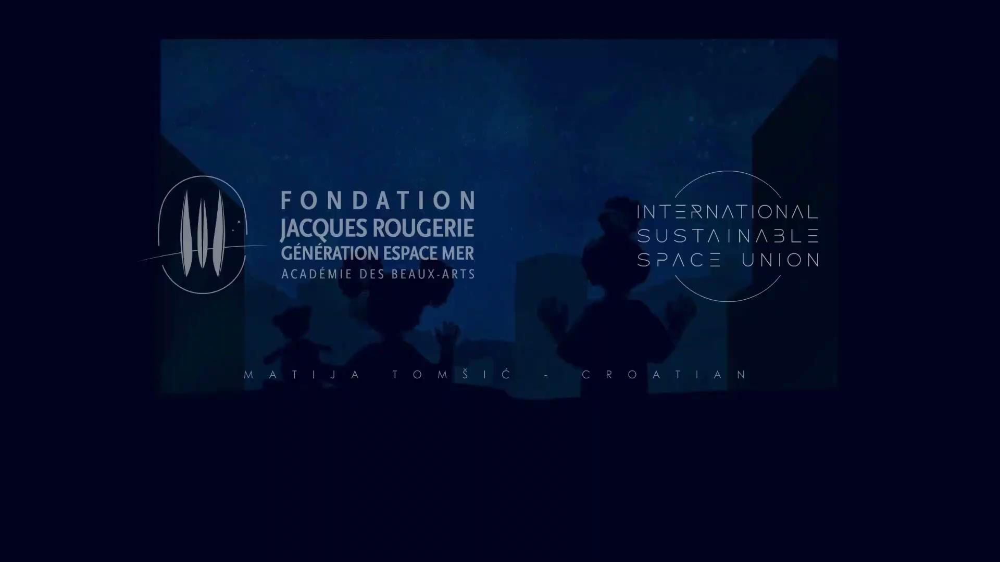 FONDATION
JACQUES ROUGERIE
GÉNÉRATION ESPACE MER
ACADÉMIE DES BEAUX-ARTS
INTERNATIONAL
SUSTAINABLE
SPACE UNION
MATIJA TOMŠIĆ - CROATIAN